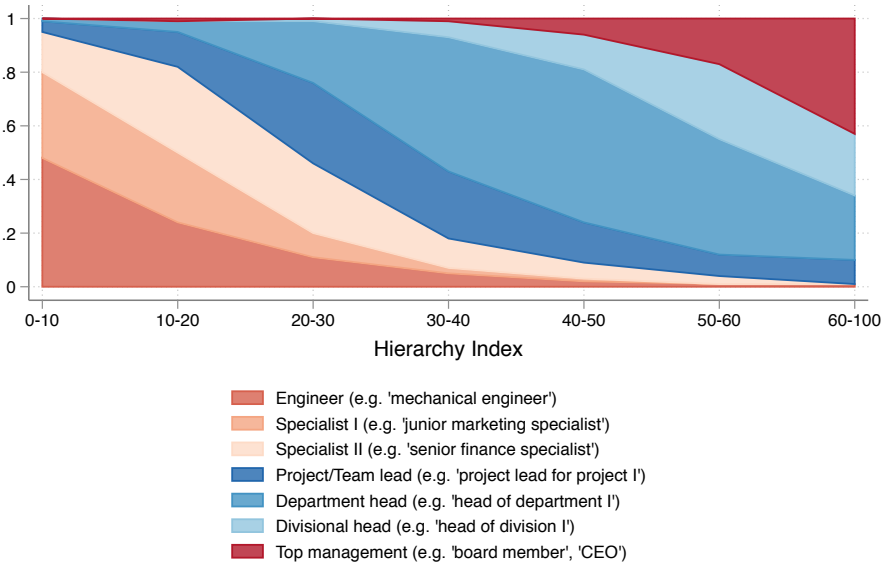 1
.8
.6
.4
.2
0
0-10 10-20 20-30 30-40 40-50 50-60 60-100
Hierarchy Index
Engineer (e.g. 'mechanical engineer')
Specialist I (e.g. 'junior marketing specialist')
Specialist II (e.g. 'senior finance specialist')
Project/Team lead (e.g. 'project lead for project I')
Department head (e.g. 'head of department I')
Divisional head (e.g. 'head of division I')
Top management (e.g. 'board member', 'CEO')